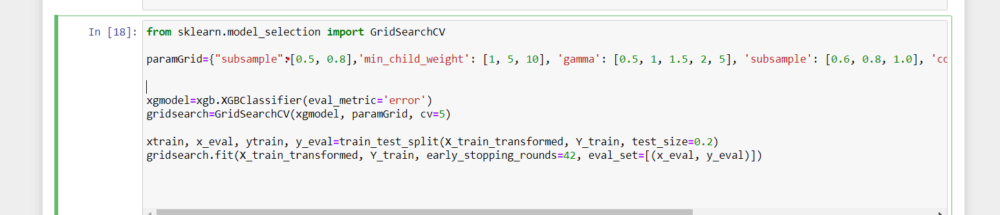 In [18]: from sklearn.model_selection import GridSearchCV
paramGrid={"subsample":[0.5, 0.8],'min_child_weight': [1, 5, 10], 'gamma': [0.5, 1, 1.5, 2, 5], 'subsample': [0.6, 0.8, 1.0], 'co
xgmodel=xgb.XGBClassifier(eval_metric='error')
gridsearch=GridSearchCV(xgmodel, paramGrid, cv=5)
xtrain, x_eval, ytrain, y_eval=train_test_split(X_train_transformed, Y_train, test_size=0.2)
gridsearch.fit(X_train_transformed, Y_train, early_stopping_rounds=42, eval_set=[(x_eval, y_eval)])